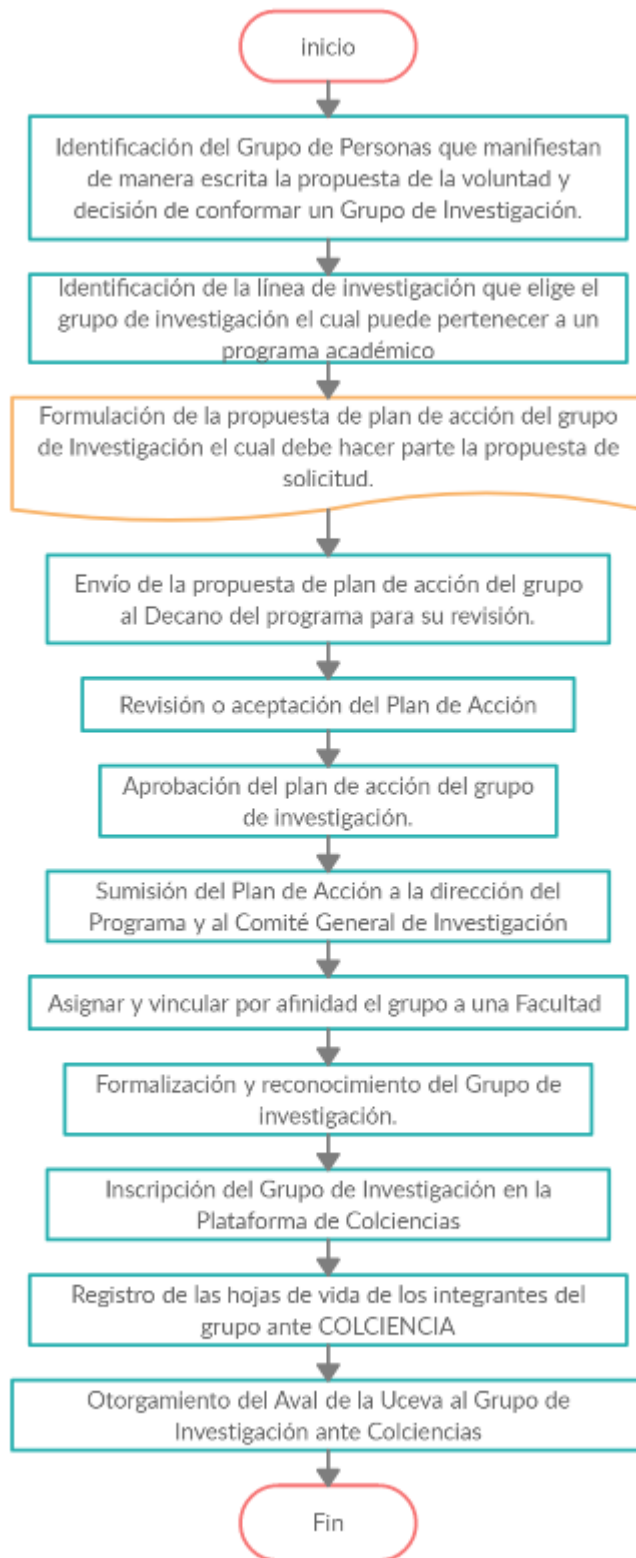 inicio
Identificación del Grupo de Personas que manifiestan
de manera escrita la propuesta de la voluntad y
decisión de conformar un Grupo de Investigación.
Identificación de la línea de investigación que elige el
grupo de investigación el cual puede pertenecer a un
programa académico
Formulación de la propuesta de plan de acción del grupo
de Investigación el cual debe hacer parte la propuesta de
solicitud.
Envío de la propuesta de plan de acción del grupo
al Decano del programa para su revisión.
Revisión o aceptación del Plan de Acción
Aprobación del plan de acción del grupo
de investigación.
Sumisión del Plan de Acción a la dirección del
Programa y al Comité General de Investigación
Asignar y vincular por afinidad el grupo a una Facultad
Formalización y reconocimiento del Grupo de
investigación.
Inscripción del Grupo de Investigación en la
Plataforma de Colciencias
Registro de las hojas de vida de los integrantes del
grupo ante COLCIENCIA
Otorgamiento del Aval de la Uceva al Grupo de
Investigación ante Colciencias
Fin